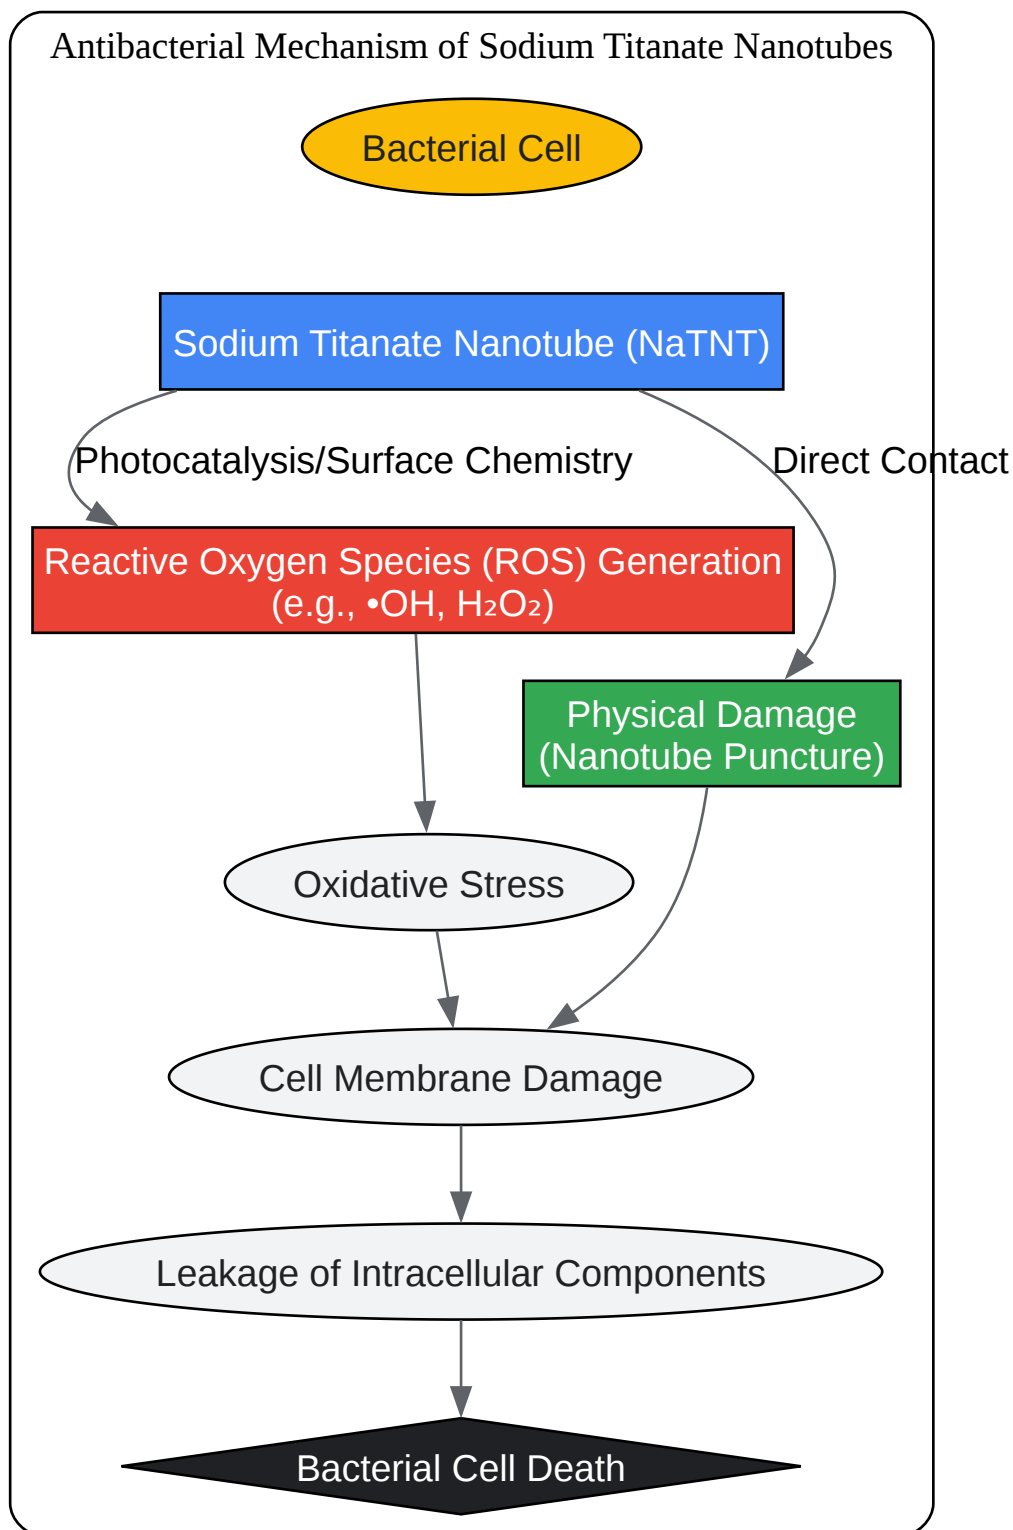 Antibacterial Mechanism of Sodium Titanate Nanotubes
Bacterial Cell
Sodium Titanate Nanotube (NaTNT)
Photocatalysis/Surface Chemistry
Direct Contact
Reactive Oxygen Species (ROS) Generation
(e.g., •OH, H₂O₂)
Physical Damage
(Nanotube Puncture)
Oxidative Stress
Cell Membrane Damage
Leakage of Intracellular Components
Bacterial Cell Death